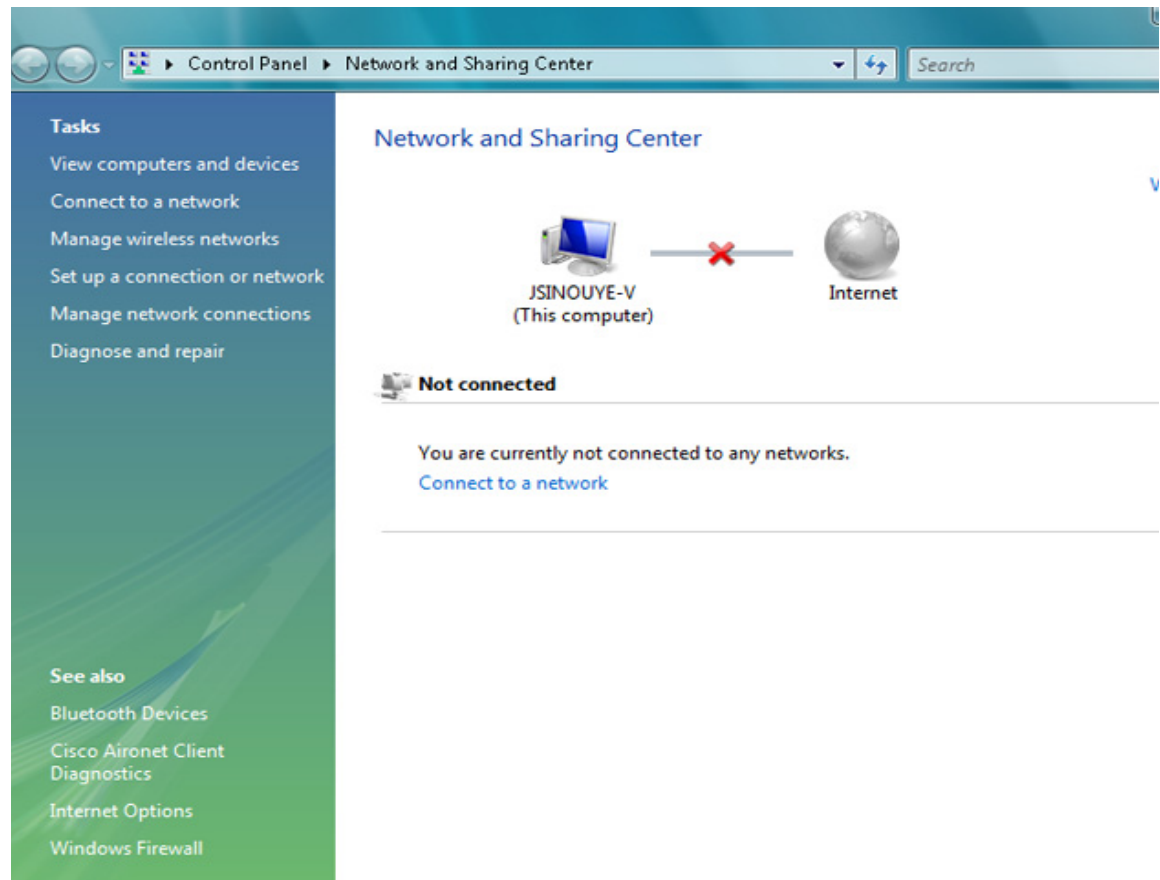 Control Panel
Network and Sharing Center
Search
Tasks
View computers and devices
Connect to a network
Manage wireless networks
Set up a connection or network
Manage network connections
Diagnose and repair
See also
Bluetooth Devices
Cisco Aironet Client
Diagnostics
Internet Options
Windows Firewall
Network and Sharing Center
JSINOUYE-V
(This computer)
Internet
Not connected
You are currently not connected to any networks.
Connect to a network